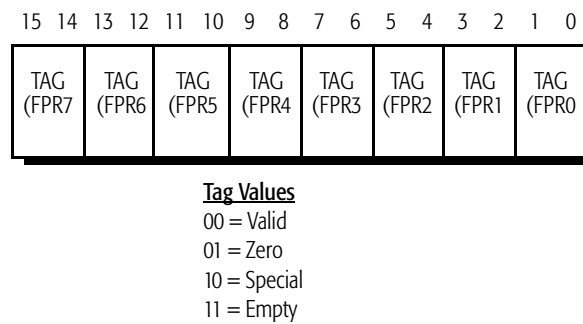 15 14 13 12 11 10 9 8 7 6 5 4 3 2 1 0
TAG TAG TAG TAG TAG TAG TAG TAG
(FPR7 (FPR6 (FPR5 (FPR4 (FPR3 (FPR2 (FPR1 (FPR0
Tag Values
00 = Valid
01 = Zero
10 = Special
11 = Empty